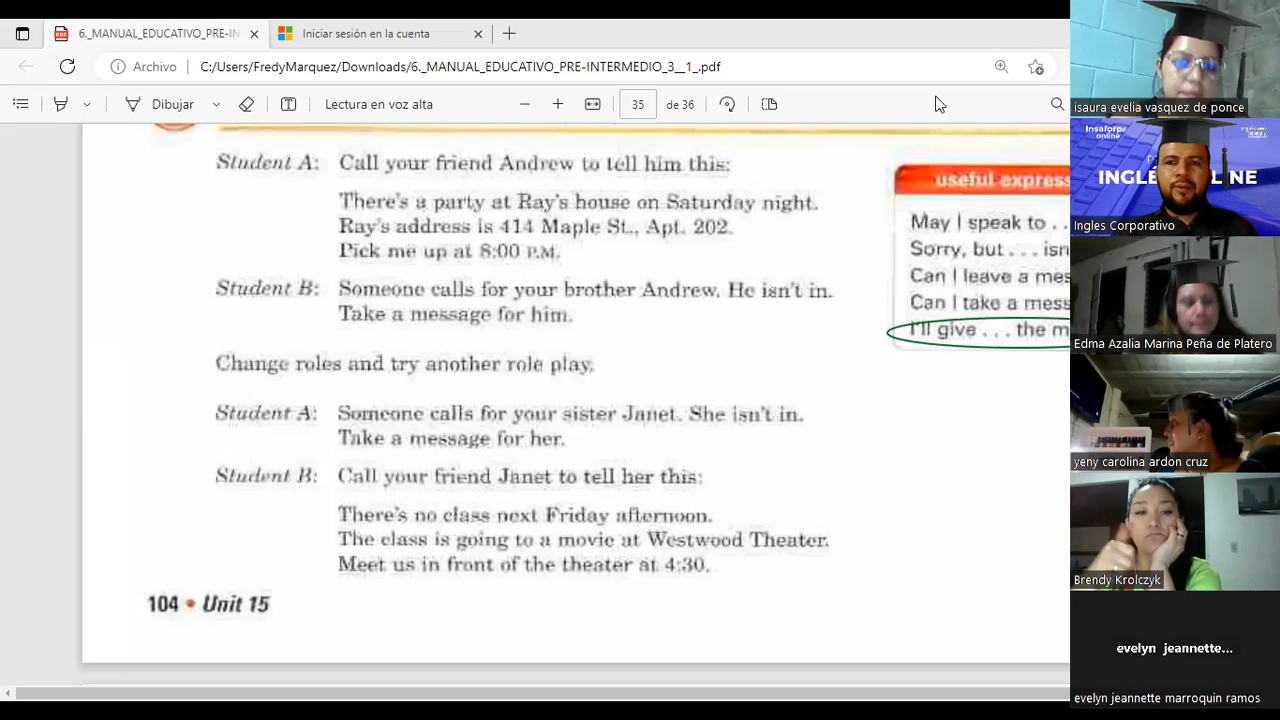 6._MANUAL_EDUCATIVO_PRE-IN
Iniciar sesión en la cuenta
Archivo
C:/Users/FredyMarquez/Downloads/6._MANUAL_EDUCATIVO_PRE-INTERMEDIO_3__1_.pdf
Dibujar
Lectura en voz alta
35
de 36
Student A: Call your friend Andrew to tell him this:
There's a party at Ray's house on Saturday night.
Ray's address is 414 Maple St., Apt. 202.
Pick me up at 8:00 P.M.
Student B: Someone calls for your brother Andrew. He isn't in.
Take a message for him.
Change roles and try another role play.
Student A: Someone calls for your sister Janet. She isn't in.
Take a message for her.
Student B: Call your friend Janet to tell her this:
There's no class next Friday afternoon.
The class is going to a movie at Westwood Theater.
Meet us in front of the theater at 4:30.
104 • Unit 15
useful express
May I speak to . .
Sorry, but . . . isn
Can I leave a mes
Can I take a mess
I'll give . . . the m
isaura evelia vasquez de ponce
Insaforp
online
INGLE LINE
Ingles Corporativo
Edma Azalia Marina Peña de Platero
yeny carolina ardon cruz
Brendy Krolczyk
evelyn jeannette...
evelyn jeannette marroquin ramos